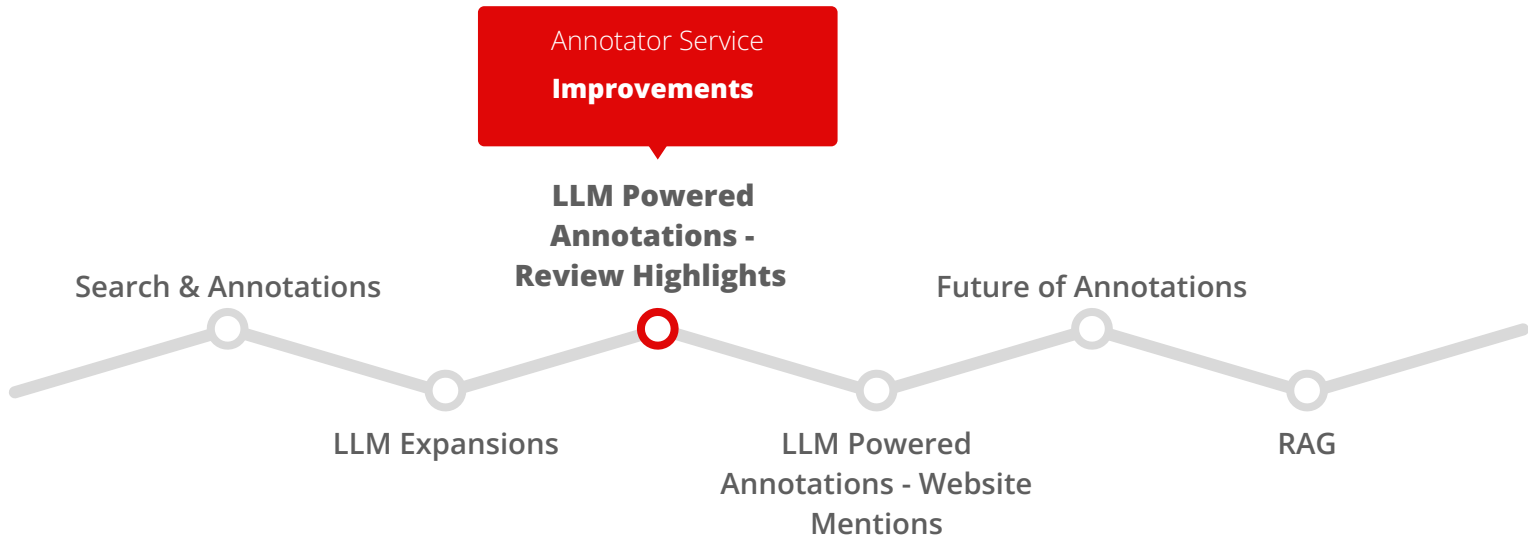 Annotator Service
Improvements
LLM Powered
Annotations -
Review Highlights
Search & Annotations
Future of Annotations
LLM Expansions
LLM Powered
Annotations - Website
Mentions
RAG